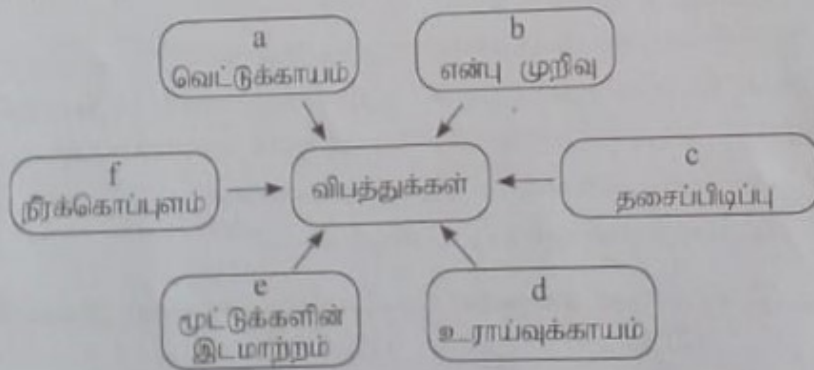 a
வெட்டுக்காயம்
b
என்பு முறிவு
f
நீர்க்கொப்புளம்
விபத்துக்கள்
c
தசைப்பிடிப்பு
e
மூட்டுக்களின்
இடமாற்றம்
d
உராய்வுக்காயம்